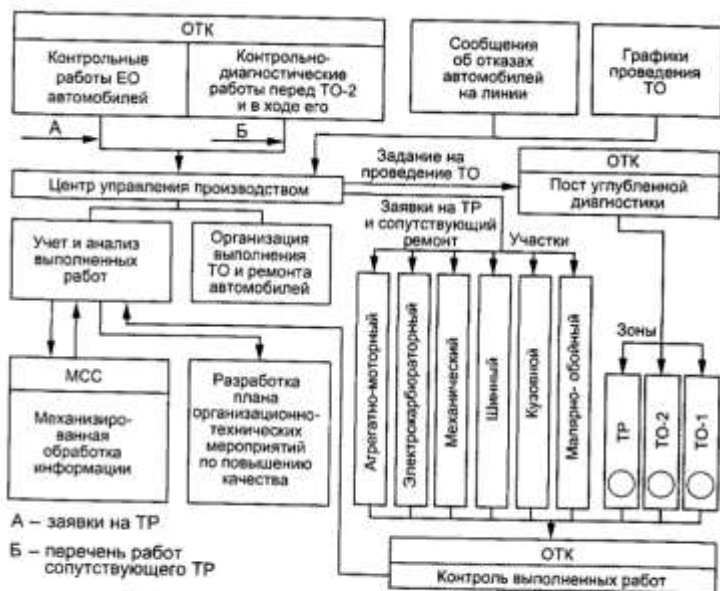 ОТК
Контрольные
работы ЕО
автомобилей
Контрольно-
диагностические
работы перед ТО-2
и в ходе его
Сообщения
об отказах
автомобилей
на линии
Графики
проведения
ТО
А
Б
Центр управления производством
Задание на
проведение ТО
ОТК
Пост углубленной
диагностики
Заявки на ТР
и сопутствующий
ремонт
Участки
Учет и анализ
выполненных
работ
Организация
выполнения
ТО и ремонта
автомобилей
Агрегатно-моторный
Электрокарбюраторный
Механический
Шинный
Кузовной
Малярно- обойный
Зоны
ТР
ТО-2
ТО-1
МСС
Механизиро-
ванная
обработка
информации
Разработка
плана
организационно-
технических
мероприятий
по повышению
качества
А – заявки на ТР
Б – перечень работ
сопутствующего ТР
ОТК
Контроль выполненных работ